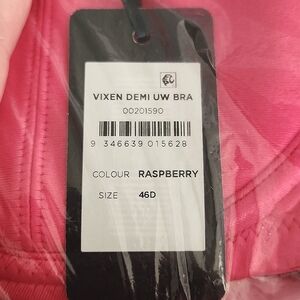 VIXEN DEMI UW BRA
00201590
9 346639 015628
COLOUR RASPBERRY
SIZE 46D